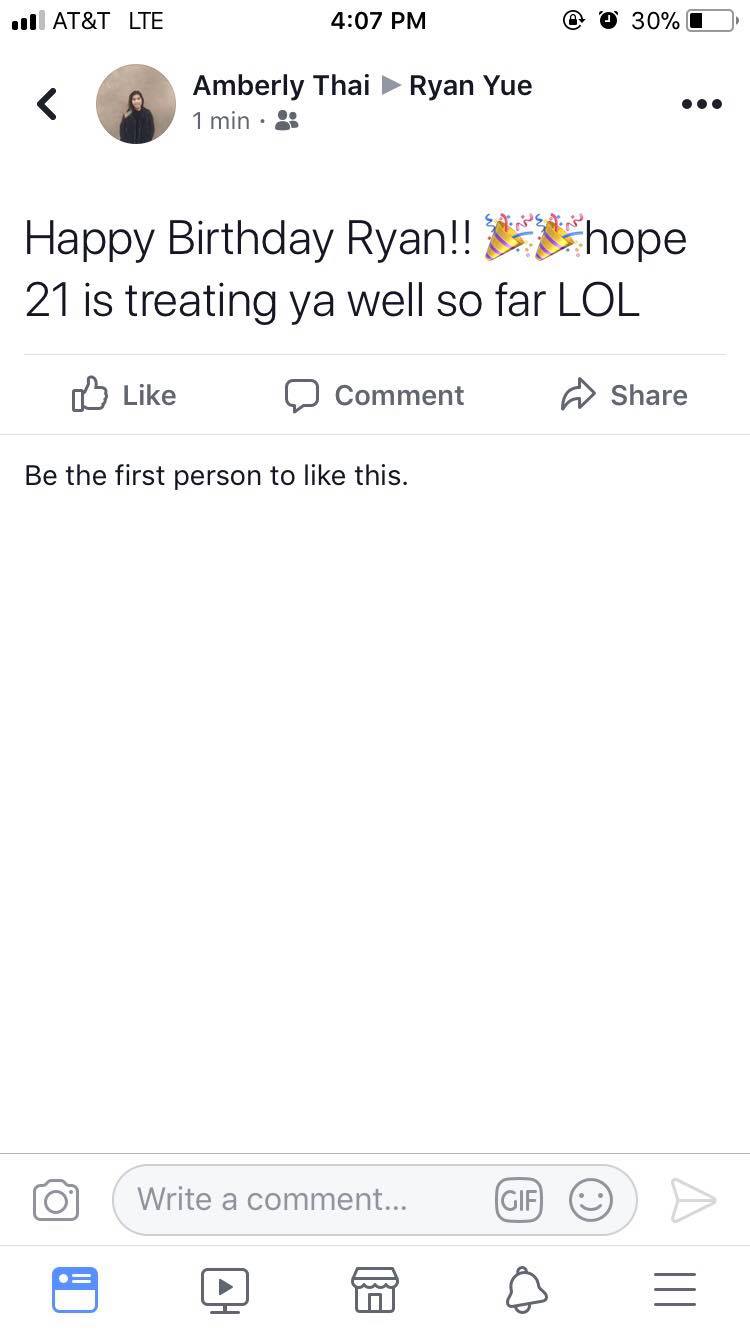 AT&T LTE 4:07 PM 30%
Amberly Thai ▶ Ryan Yue
1 min ·
Happy Birthday Ryan!! 🎉🎉hope
21 is treating ya well so far LOL
Like Comment Share
Be the first person to like this.
Write a comment... GIF